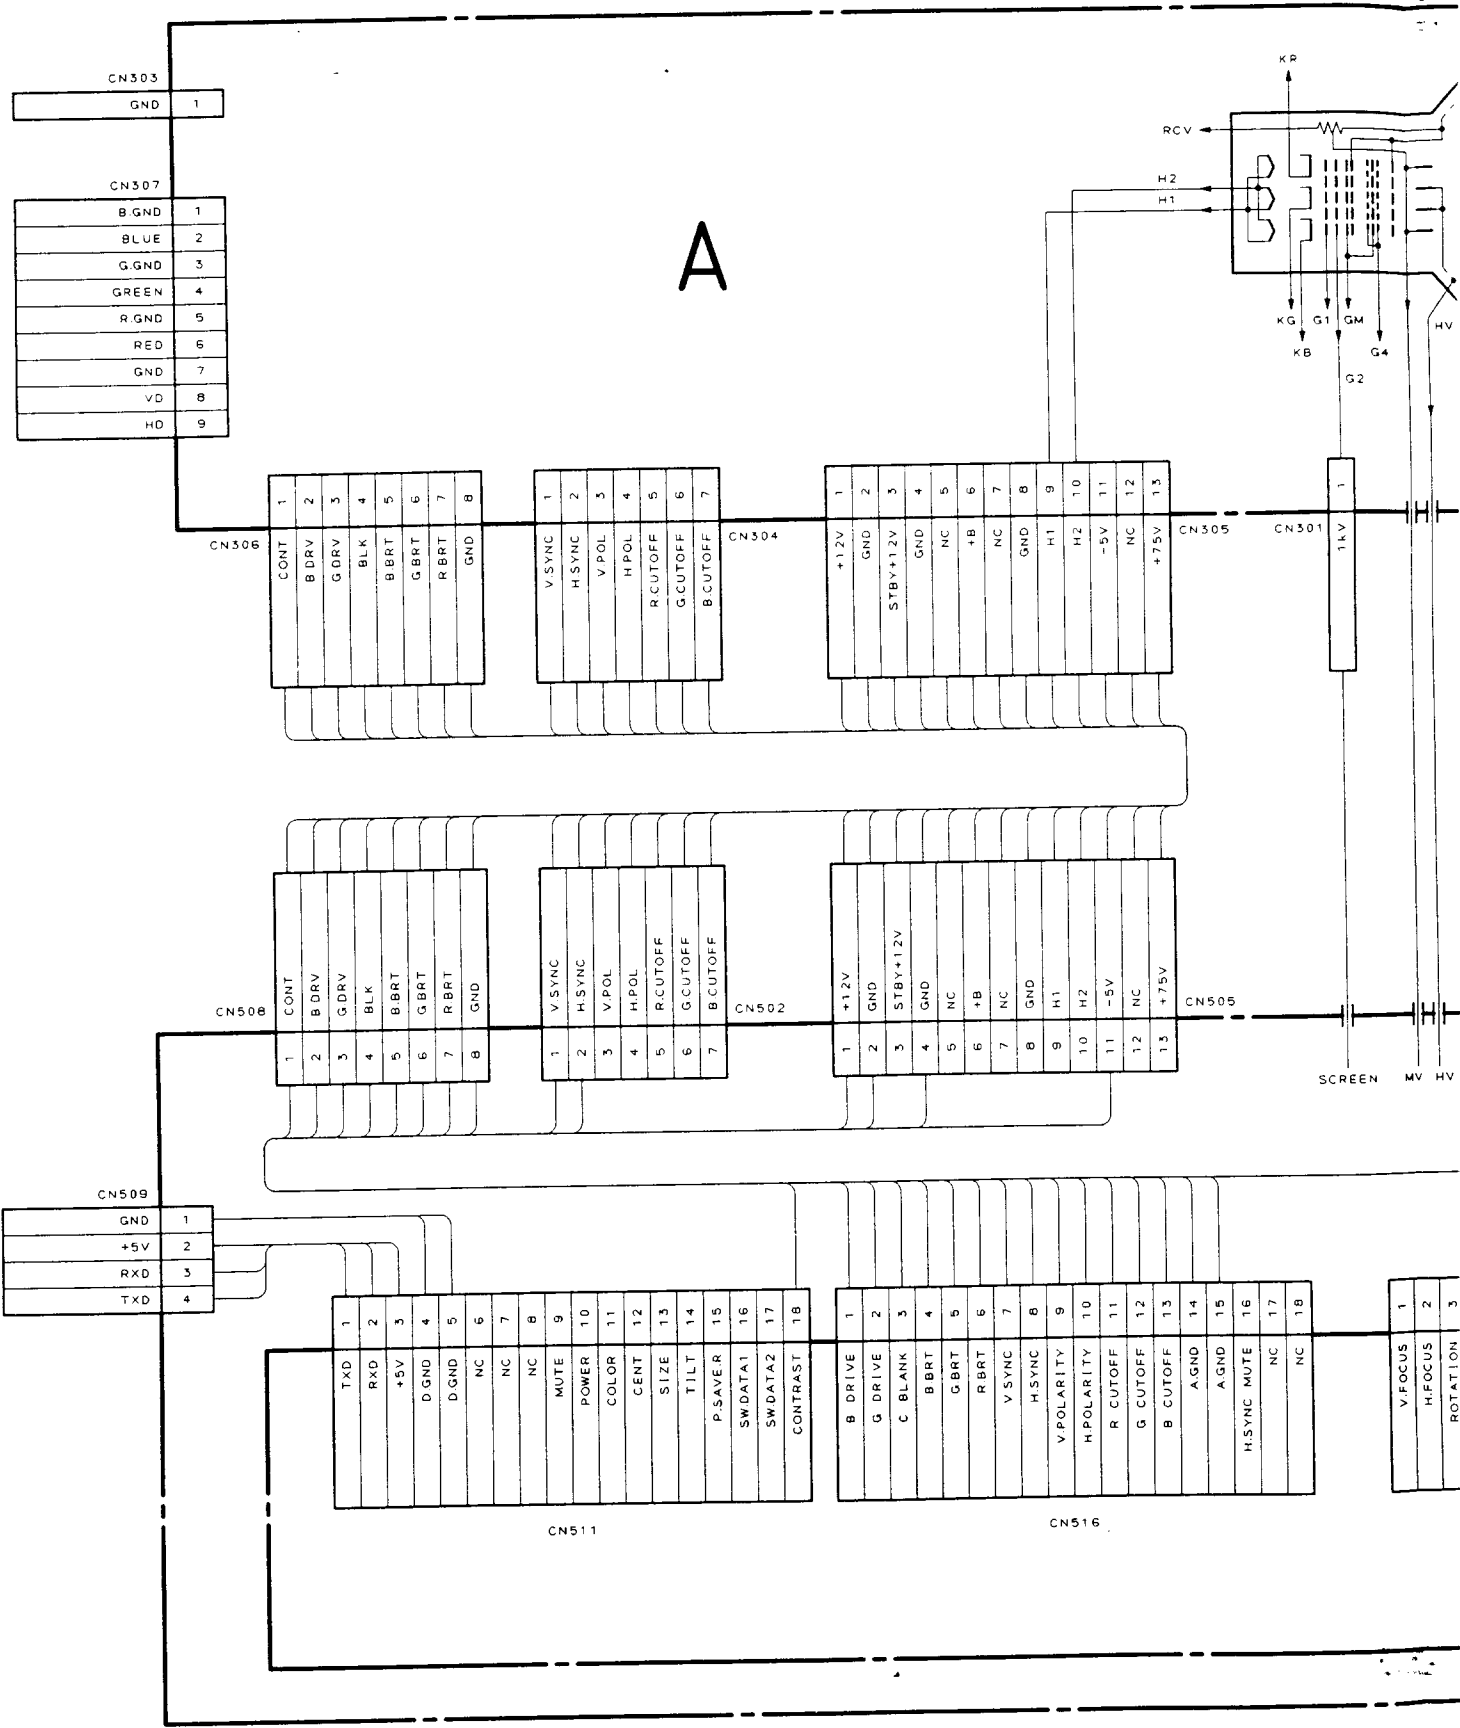 KR
CN303
GND 1
RCV
CN307
B.GND 1
BLUE 2
G.GND 3
GREEN 4
R.GND 5
RED 6
GND 7
VD 8
HD 9
H2
H1
A
KG G1 GM HV
KB G4
G2
CN306
1 CONT
2 B DRV
3 G DRV
4 BLK
5 B BRT
6 G BRT
7 R BRT
8 GND
1 V.SYNC
2 H.SYNC
3 V.POL
4 H.POL
5 R.CUTOFF
6 G.CUTOFF
7 B.CUTOFF
CN304
1 +12V
2 GND
3 STBY+12V
4 GND
5 NC
6 +B
7 NC
8 GND
9 H1
10 H2
11 -5V
12 NC
13 +75V
CN305
CN301
1 1kV
CN508
CONT 1
B DRV 2
G DRV 3
BLK 4
B.BRT 5
G BRT 6
R.BRT 7
GND 8
V.SYNC 1
H.SYNC 2
V.POL 3
H.POL 4
R.CUTOFF 5
G.CUTOFF 6
B CUTOFF 7
CN502
+12V 1
GND 2
STBY+12V 3
GND 4
NC 5
+B 6
NC 7
GND 8
H1 9
H2 10
-5V 11
NC 12
+75V 13
CN505
SCREEN MV HV
CN509
GND 1
+5V 2
RXD 3
TXD 4
1 TXD
2 RXD
3 +5V
4 D.GND
5 D.GND
6 NC
7 NC
8 NC
9 MUTE
10 POWER
11 COLOR
12 CENT
13 SIZE
14 TILT
15 P.SAVE.R
16 SW.DATA1
17 SW.DATA2
18 CONTRAST
CN511
1 B DRIVE
2 G DRIVE
3 C BLANK
4 B BRT
5 G BRT
6 R.BRT
7 V SYNC
8 H.SYNC
9 V.POLARITY
10 H.POLARITY
11 R CUTOFF
12 G CUTOFF
13 B CUTOFF
14 A.GND
15 A.GND
16 H.SYNC MUTE
17 NC
18 NC
CN516
1 V.FOCUS
2 H.FOCUS
3 ROTATION